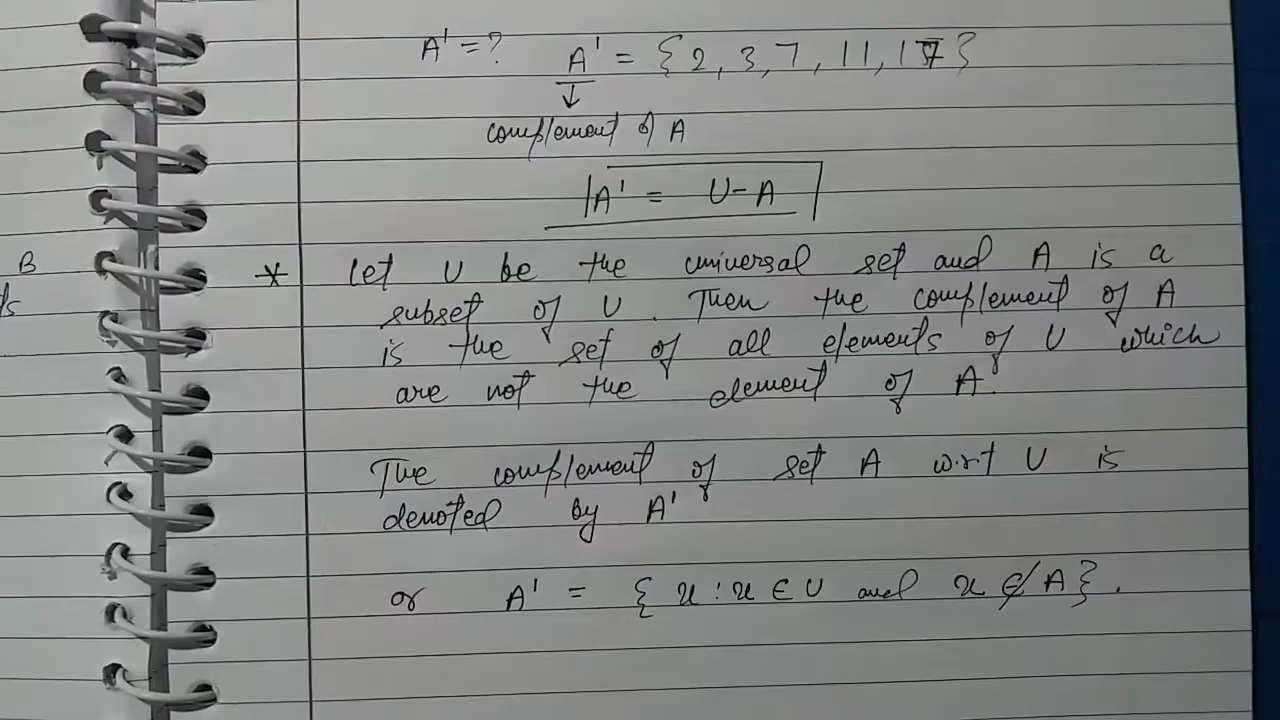 A' = ? A' = {2, 3, 7, 11, 17}
↓
complement of A
A' = U - A
B
* Let U be the universal set and A is a
subset of U. Then the complement of A
is the set of all elements of U which
are not the element of A.
The complement of set A w.r.t U is
denoted by A'
or A' = {x : x ∈ U and x ∉ A}.